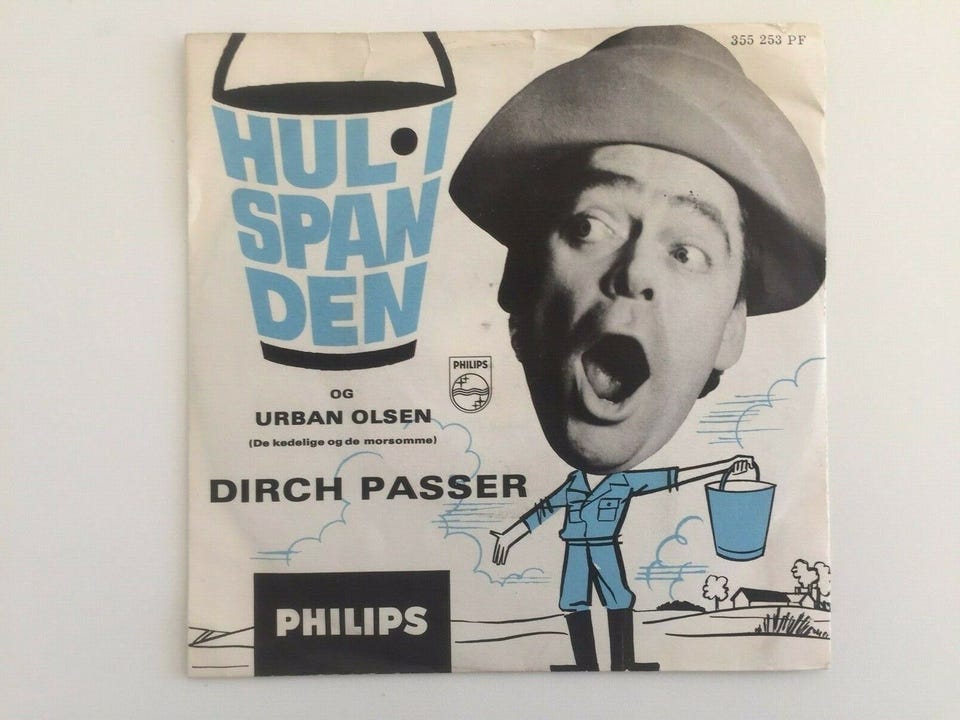 355 253 PF
HUL I
SPAN
DEN
PHILIPS
OG
URBAN OLSEN
(De kedelige og de morsomme)
DIRCH PASSER
PHILIPS